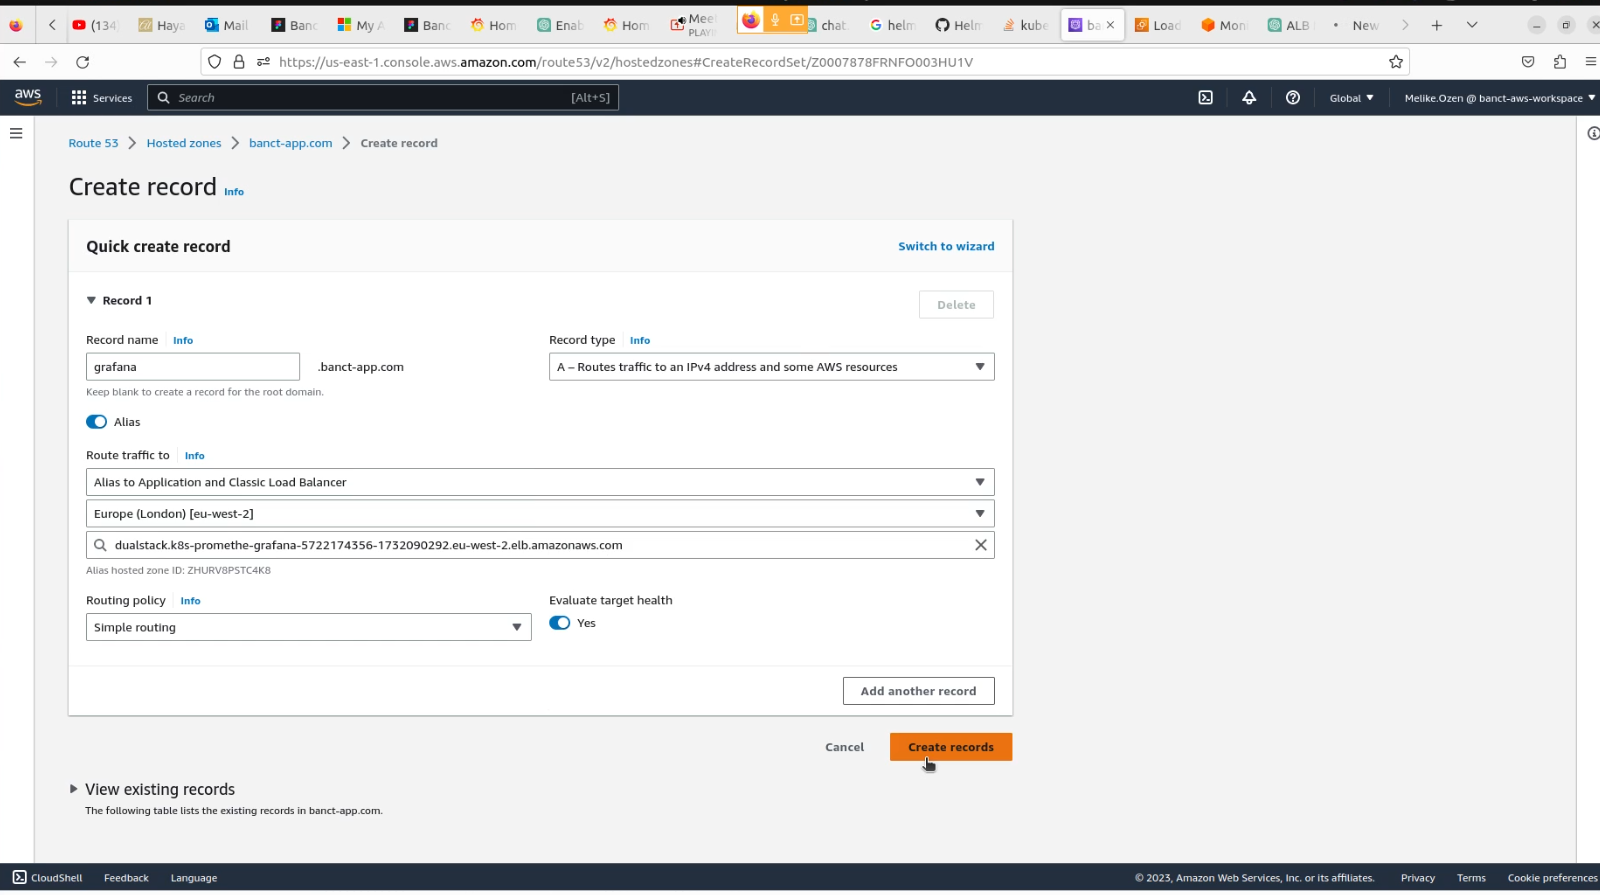 (134) Haya Mail Banc My A Banc Hom Enab Hom Meet PLAYI chat. helm Helm kube ba Load Moni ALB • New
https://us-east-1.console.aws.amazon.com/route53/v2/hostedzones#CreateRecordSet/Z0007878FRNFO003HU1V
aws Services Search [Alt+S] Global Melike.Ozen @ banct-aws-workspace
Route 53 Hosted zones banct-app.com Create record
Create record Info
Quick create record Switch to wizard
Record 1 Delete
Record name Info Record type Info
grafana .banct-app.com A – Routes traffic to an IPv4 address and some AWS resources
Keep blank to create a record for the root domain.
Alias
Route traffic to Info
Alias to Application and Classic Load Balancer
Europe (London) [eu-west-2]
dualstack.k8s-promethe-grafana-5722174356-1732090292.eu-west-2.elb.amazonaws.com
Alias hosted zone ID: ZHURV8PSTC4K8
Routing policy Info Evaluate target health
Simple routing Yes
Add another record
Cancel Create records
View existing records
The following table lists the existing records in banct-app.com.
CloudShell Feedback Language © 2023, Amazon Web Services, Inc. or its affiliates. Privacy Terms Cookie preferences